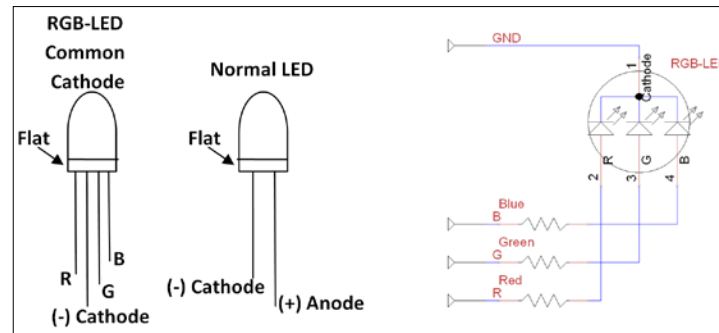 RGB-LED
Common
Cathode
Flat
R
B
G
(-) Cathode
Normal LED
Flat
(-) Cathode
(+) Anode
GND
1
Cathode
RGB-LE
R
G
B
2
3
4
Blue
B
Green
G
Red
R